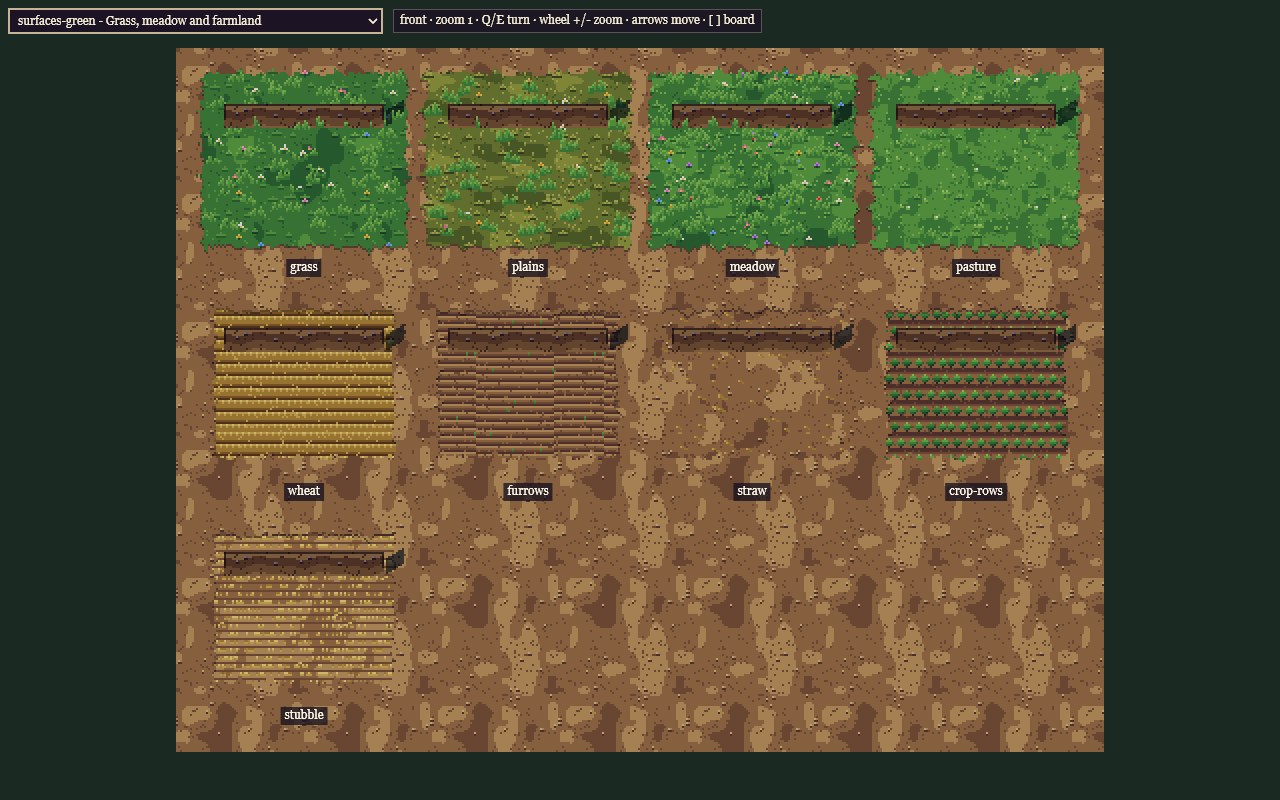 surfaces-green - Grass, meadow and farmland
front · zoom 1 · Q/E turn · wheel +/- zoom · arrows move · [ ] board
grass
plains
meadow
pasture
wheat
furrows
straw
crop-rows
stubble